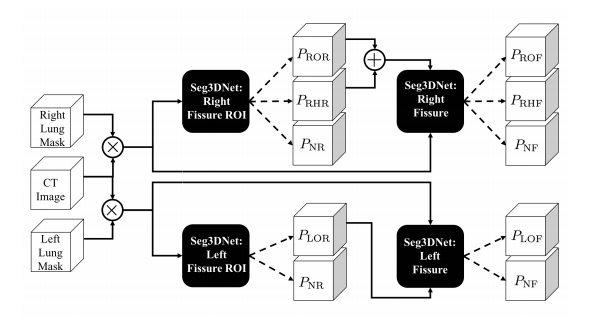 Right
Lung
Mask
CT
Image
Left
Lung
Mask
×
×
Seg3DNet:
Right
Fissure ROI
P_ROR
P_RHR
P_NR
+
Seg3DNet:
Right
Fissure
P_ROF
P_RHF
P_NF
Seg3DNet:
Left
Fissure ROI
P_LOR
P_NR
Seg3DNet:
Left
Fissure
P_LOF
P_NF